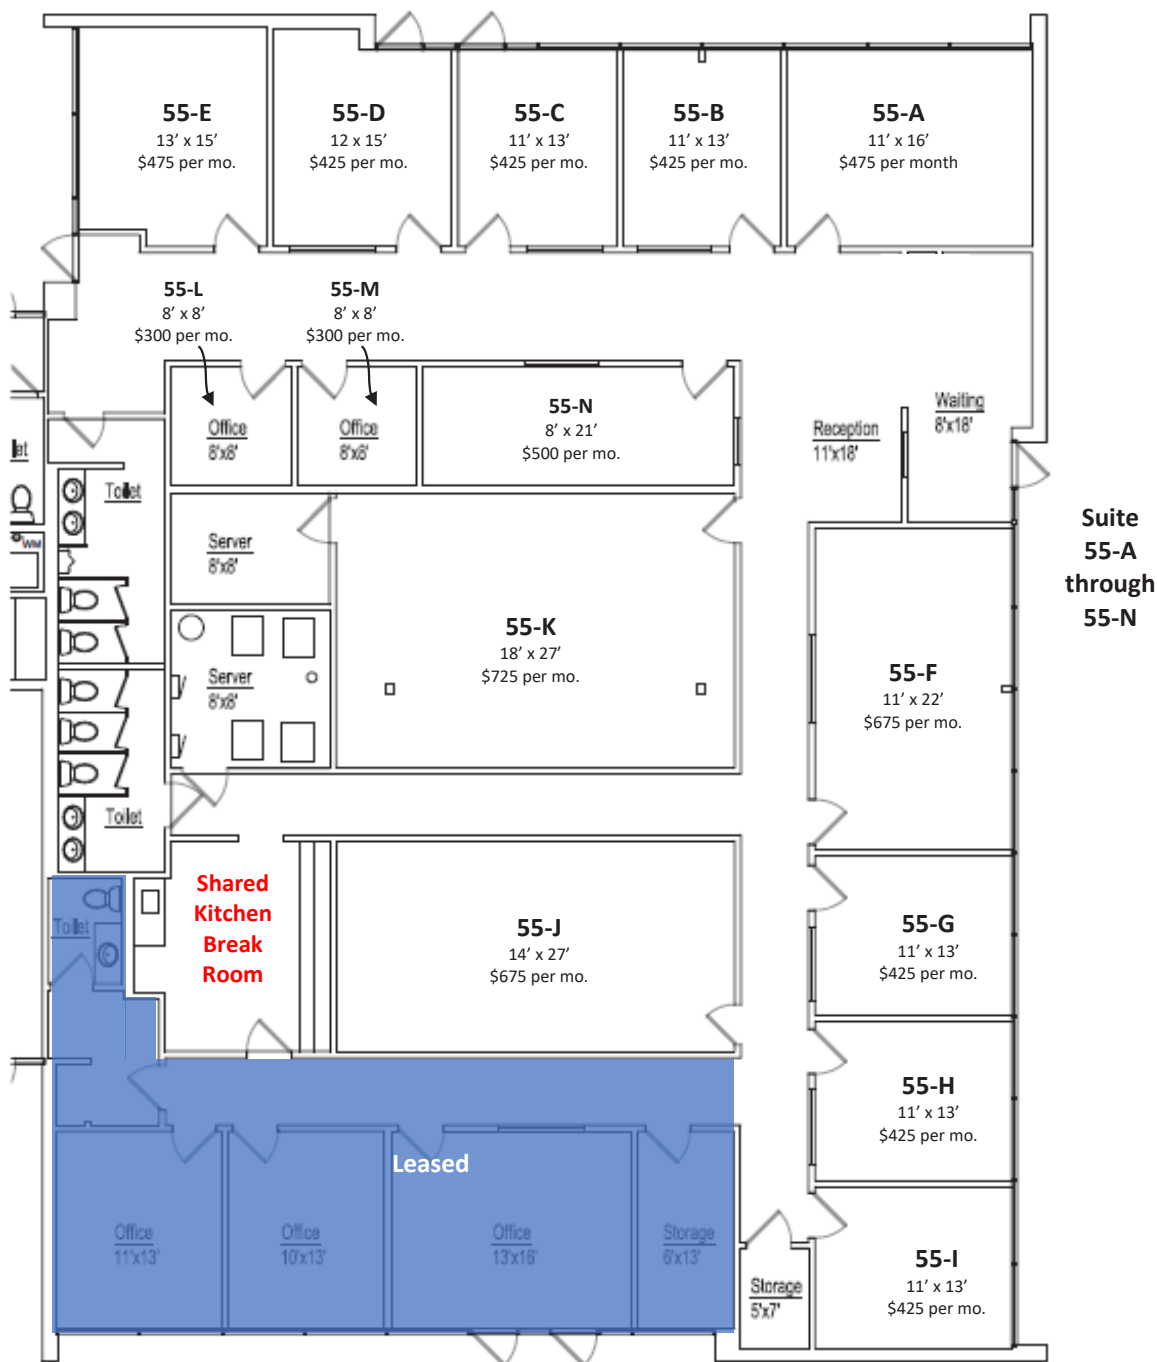 55-E
13’ x 15’
$475 per mo.
55-D
12 x 15’
$425 per mo.
55-C
11’ x 13’
$425 per mo.
55-B
11’ x 13’
$425 per mo.
55-A
11’ x 16’
$475 per month
55-L
8’ x 8’
$300 per mo.
55-M
8’ x 8’
$300 per mo.
Office
8'x8'
Office
8'x8'
55-N
8’ x 21’
$500 per mo.
Reception
11'x18'
Waiting
8'x18'
let
Toilet
WM
Server
8'x8'
Suite
55-A
through
55-N
55-K
18’ x 27’
$725 per mo.
Server
8'x8'
55-F
11’ x 22’
$675 per mo.
Toilet
Shared
Kitchen
Break
Room
Toilet
55-J
14’ x 27’
$675 per mo.
55-G
11’ x 13’
$425 per mo.
55-H
11’ x 13’
$425 per mo.
Leased
Office
11'x13'
Office
10'x13'
Office
13'x16'
Storage
6'x13'
Storage
5'x7'
55-I
11’ x 13’
$425 per mo.